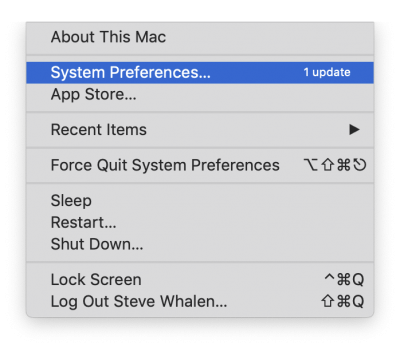 About This Mac
System Preferences... 1 update
App Store...
Recent Items ▶
Force Quit System Preferences ⌥⇧⌘⎋
Sleep
Restart...
Shut Down...
Lock Screen ^⌘Q
Log Out Steve Whalen... ⇧⌘Q